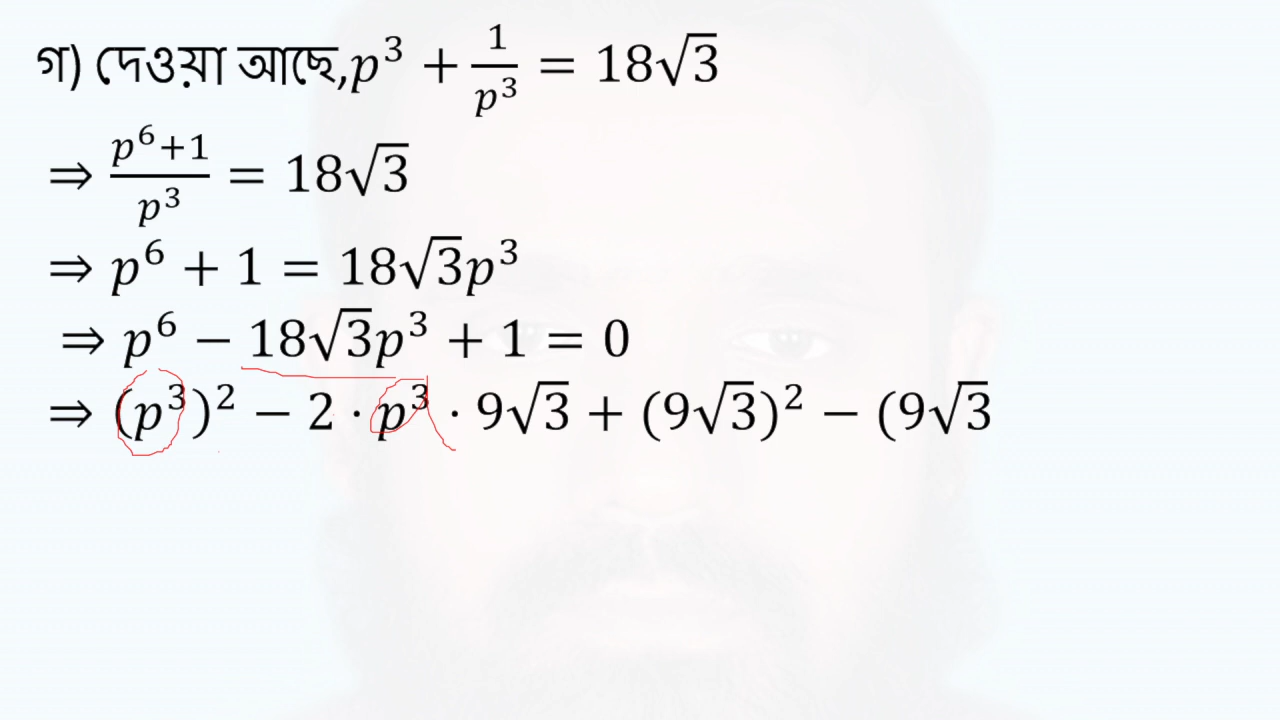 গ) দেওয়া আছে,p³ + 1/p³ = 18√3
⇒ (p⁶+1)/p³ = 18√3
⇒ p⁶ + 1 = 18√3p³
⇒ p⁶ − 18√3p³ + 1 = 0
⇒ (p³)² − 2 · p³ · 9√3 + (9√3)² − (9√3